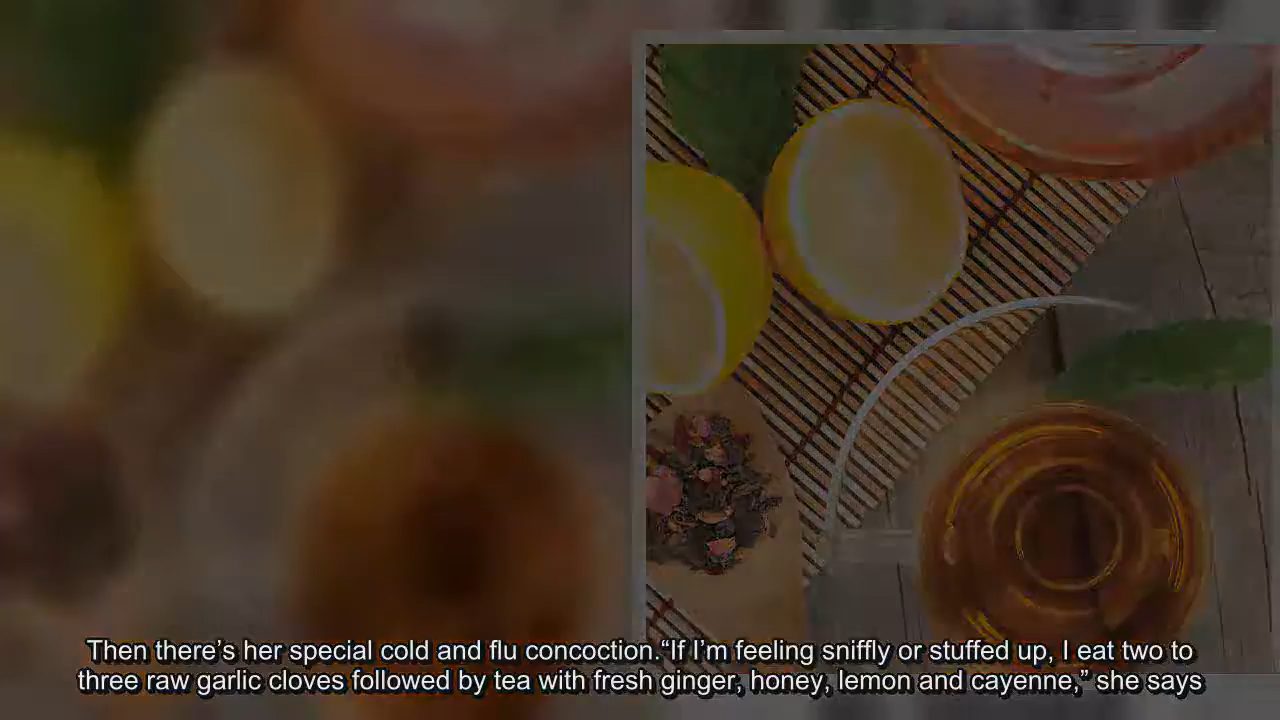 Then there’s her special cold and flu concoction.“If I’m feeling sniffly or stuffed up, I eat two to
three raw garlic cloves followed by tea with fresh ginger, honey, lemon and cayenne,” she says